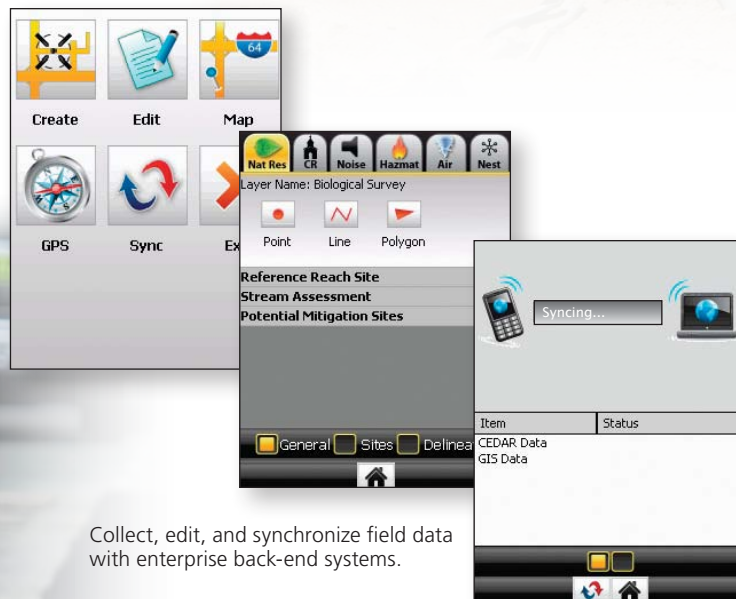 64
Create Edit Map
GPS Sync
Nat Res CR Noise Hazmat Air Nest
Layer Name: Biological Survey
Point Line Polygon
Reference Reach Site
Stream Assessment
Potential Mitigation Sites
General Sites
Syncing...
Item Status
CEDAR Data
GIS Data
Collect, edit, and synchronize field data
with enterprise back-end systems.